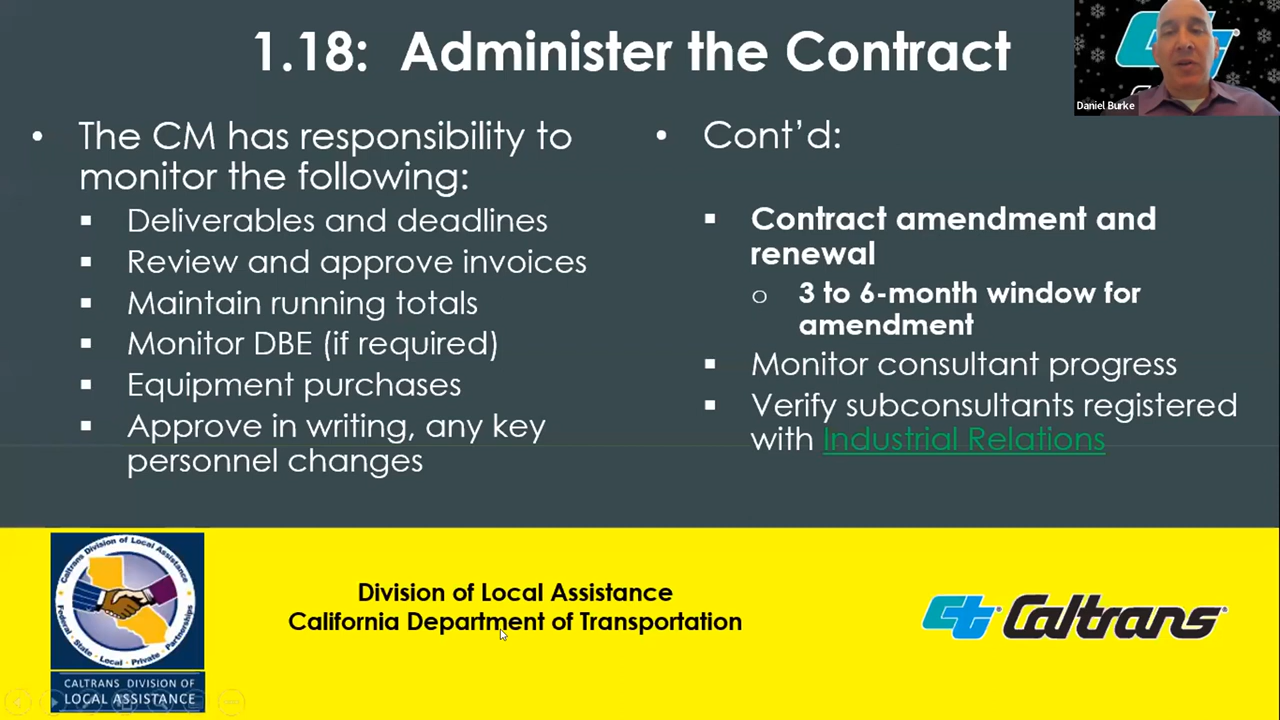 1.18:  Administer the Contract
Daniel Burke
• The CM has responsibility to
monitor the following:
▪ Deliverables and deadlines
▪ Review and approve invoices
▪ Maintain running totals
▪ Monitor DBE (if required)
▪ Equipment purchases
▪ Approve in writing, any key
personnel changes
• Cont’d:
▪ Contract amendment and
renewal
o 3 to 6-month window for
amendment
▪ Monitor consultant progress
▪ Verify subconsultants registered
with Industrial Relations
Caltrans Division of Local Assistance
Federal - State - Local - Private - Partnerships
CALTRANS DIVISION OF
LOCAL ASSISTANCE
Division of Local Assistance
California Department of Transportation
ct Caltrans